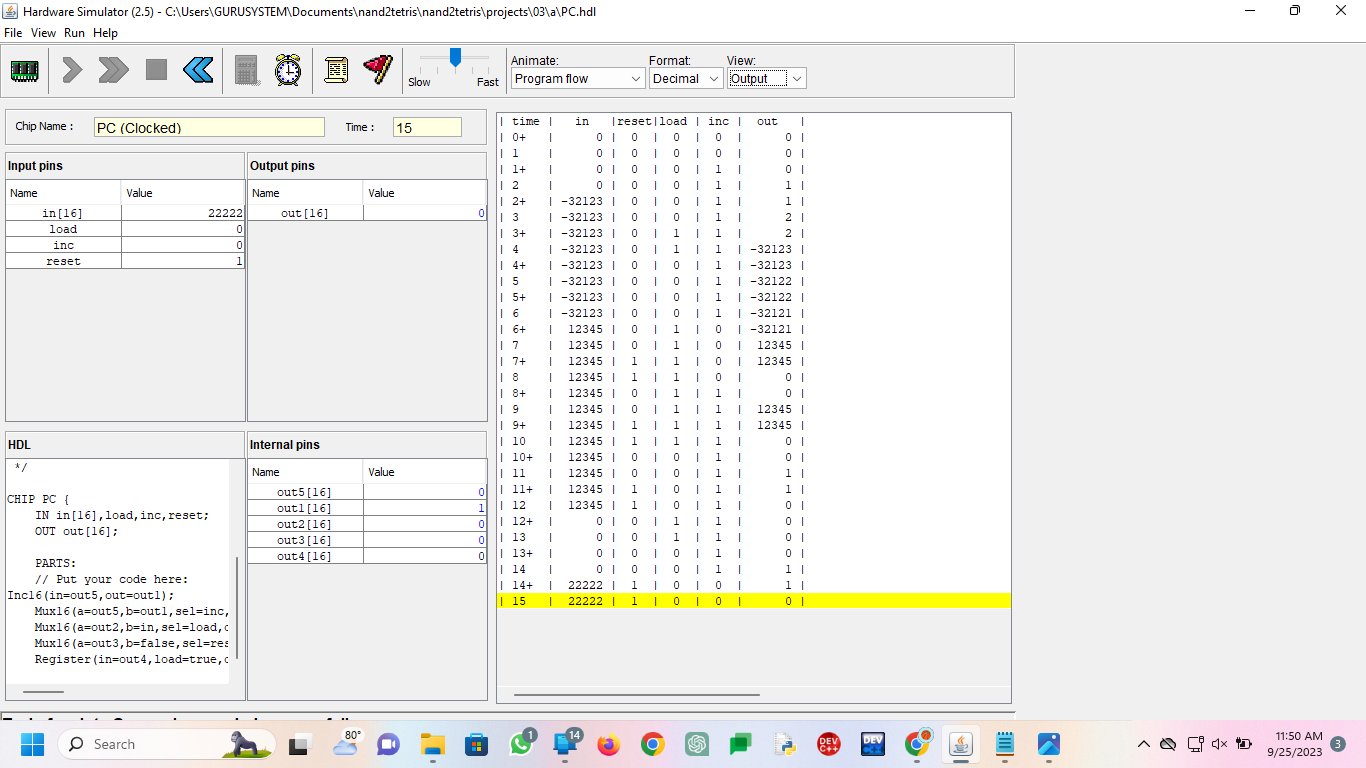 Hardware Simulator (2.5) - C:\Users\GURUSYSTEM\Documents\nand2tetris\nand2tetris\projects\03\a\PC.hdl
File View Run Help
Animate: Format: View:
Slow Fast Program flow Decimal Output
Chip Name : PC (Clocked) Time : 15
Input pins
Name Value
in[16] 22222
load 0
inc 0
reset 1
Output pins
Name Value
out[16] 0
HDL
*/
CHIP PC {
IN in[16],load,inc,reset;
OUT out[16];
PARTS:
// Put your code here:
Inc16(in=out5,out=out1);
Mux16(a=out5,b=out1,sel=inc,
Mux16(a=out2,b=in,sel=load,
Mux16(a=out3,b=false,sel=res
Register(in=out4,load=true,
Internal pins
Name Value
out5[16] 0
out1[16] 1
out2[16] 0
out3[16] 0
out4[16] 0
| time | in |reset|load | inc | out |
| 0+ | 0 | 0 | 0 | 0 | 0 |
| 1 | 0 | 0 | 0 | 0 | 0 |
| 1+ | 0 | 0 | 0 | 1 | 0 |
| 2 | 0 | 0 | 0 | 1 | 1 |
| 2+ | -32123 | 0 | 0 | 1 | 1 |
| 3 | -32123 | 0 | 0 | 1 | 2 |
| 3+ | -32123 | 0 | 1 | 1 | 2 |
| 4 | -32123 | 0 | 1 | 1 | -32123 |
| 4+ | -32123 | 0 | 0 | 1 | -32123 |
| 5 | -32123 | 0 | 0 | 1 | -32122 |
| 5+ | -32123 | 0 | 0 | 1 | -32122 |
| 6 | -32123 | 0 | 0 | 1 | -32121 |
| 6+ | 12345 | 0 | 1 | 0 | -32121 |
| 7 | 12345 | 0 | 1 | 0 | 12345 |
| 7+ | 12345 | 1 | 1 | 0 | 12345 |
| 8 | 12345 | 1 | 1 | 0 | 0 |
| 8+ | 12345 | 0 | 1 | 1 | 0 |
| 9 | 12345 | 0 | 1 | 1 | 12345 |
| 9+ | 12345 | 1 | 1 | 1 | 12345 |
| 10 | 12345 | 1 | 1 | 1 | 0 |
| 10+ | 12345 | 0 | 0 | 1 | 0 |
| 11 | 12345 | 0 | 0 | 1 | 1 |
| 11+ | 12345 | 1 | 0 | 1 | 1 |
| 12 | 12345 | 1 | 0 | 1 | 0 |
| 12+ | 0 | 0 | 1 | 1 | 0 |
| 13 | 0 | 0 | 1 | 1 | 0 |
| 13+ | 0 | 0 | 0 | 1 | 0 |
| 14 | 0 | 0 | 0 | 1 | 1 |
| 14+ | 22222 | 1 | 0 | 0 | 1 |
| 15 | 22222 | 1 | 0 | 0 | 0 |
Search 80° 1 14 DEV C++ DEV 11:50 AM
9/25/2023 3